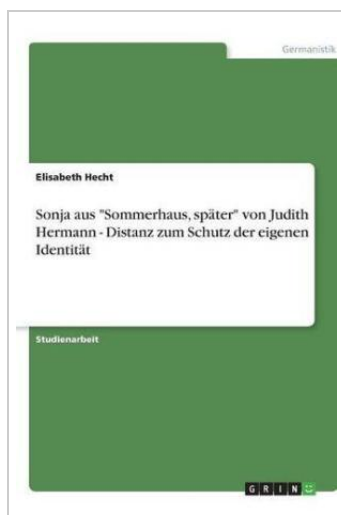 Germanistik
Elisabeth Hecht
Sonja aus "Sommerhaus, später" von Judith
Hermann - Distanz zum Schutz der eigenen
Identität
Studienarbeit
GRIN